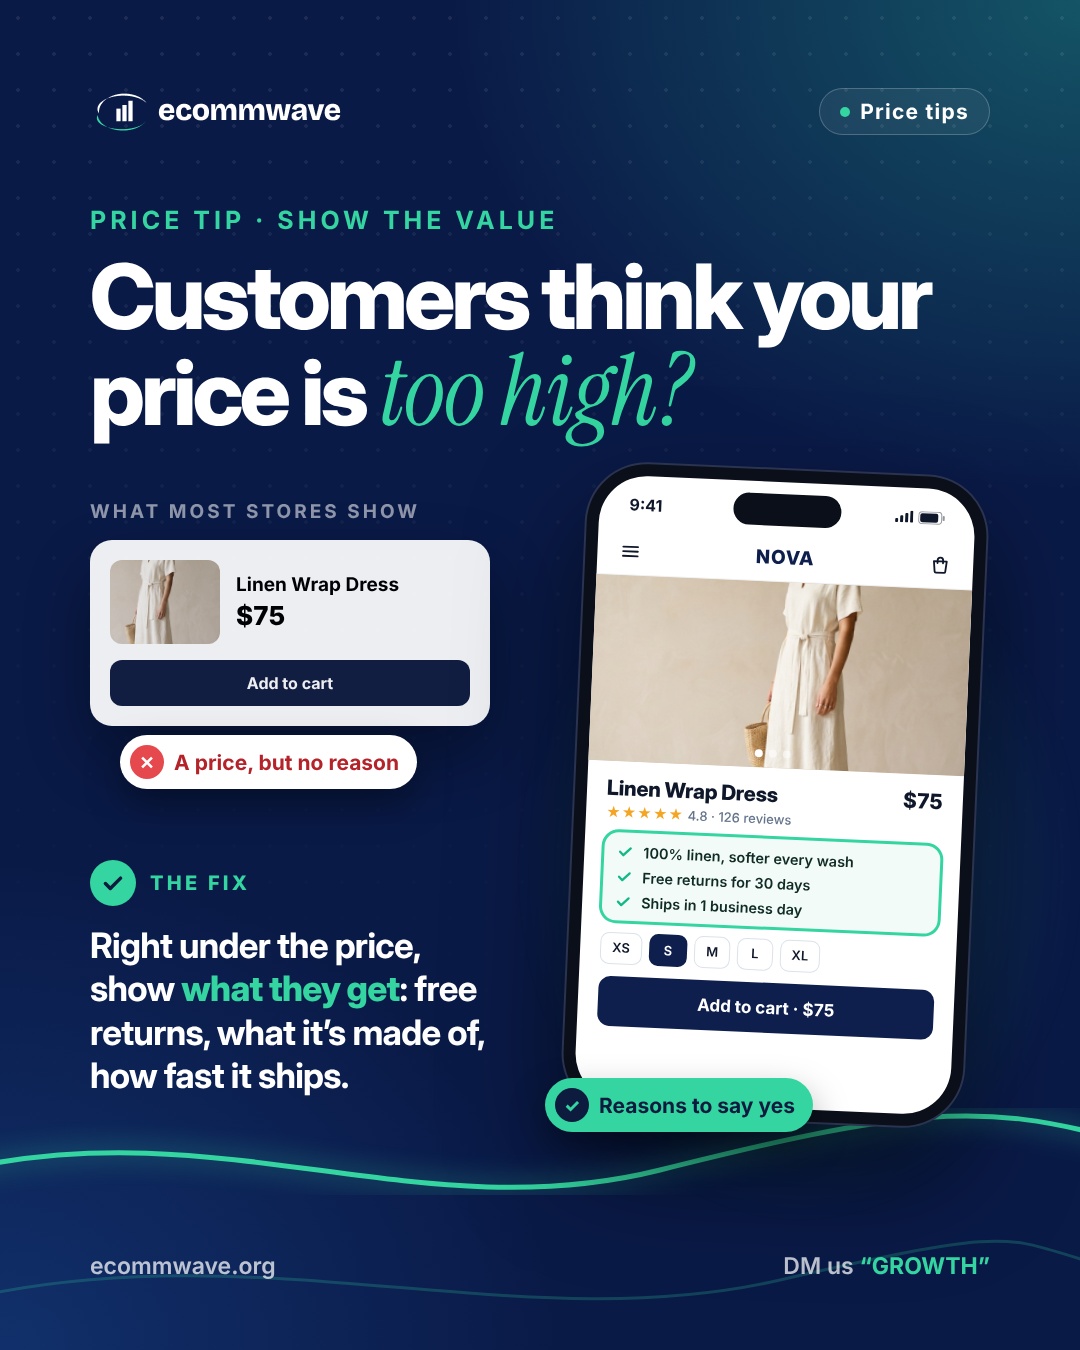 ecommwave
Price tips
PRICE TIP · SHOW THE VALUE
Customers think your
price is too high?
WHAT MOST STORES SHOW
Linen Wrap Dress
$75
Add to cart
A price, but no reason
THE FIX
Right under the price,
show what they get: free
returns, what it’s made of,
how fast it ships.
9:41
NOVA
Linen Wrap Dress
$75
★★★★★ 4.8 · 126 reviews
100% linen, softer every wash
Free returns for 30 days
Ships in 1 business day
XS S M L XL
Add to cart · $75
Reasons to say yes
ecommwave.org
DM us “GROWTH”